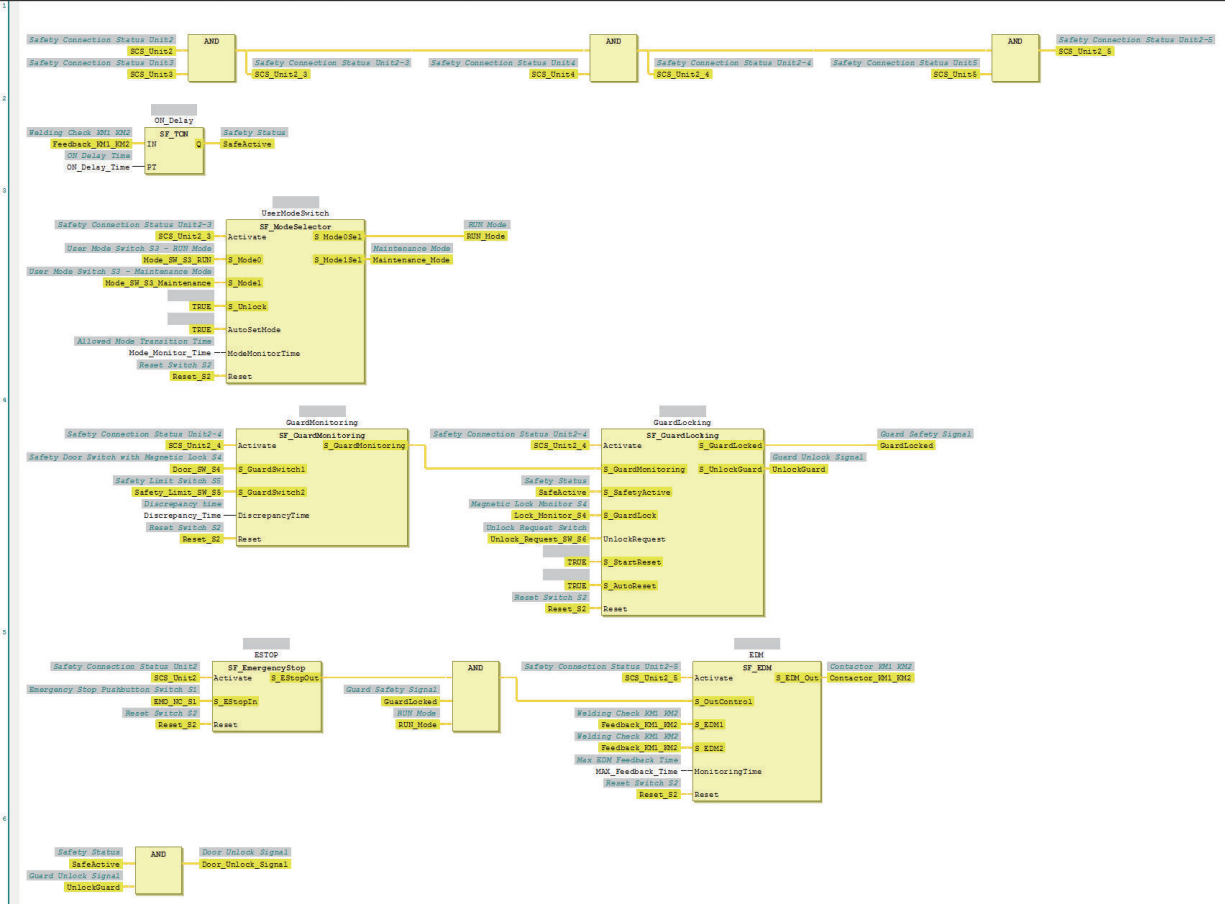 1
Safety Connection Status Unit2
AND
AND
AND
Safety Connection Status Unit2-5
SCS_Unit2
SCS_Unit2_5
Safety Connection Status Unit3
Safety Connection Status Unit2-3
Safety Connection Status Unit4
Safety Connection Status Unit2-4
Safety Connection Status Unit5
SCS_Unit3
SCS_Unit2_3
SCS_Unit4
SCS_Unit2_4
SCS_Unit5
2
ON_Delay
Welding Check KM1 KM2
SF_TON
Safety Status
Feedback_KM1_KM2
IN
Q
SafeActive
ON Delay Time
ON_Delay_Time
PT
3
UserModeSwitch
Safety Connection Status Unit2-3
SF_ModeSelector
RUN Mode
SCS_Unit2_3
Activate
S_Mode0Sel
RUN_Mode
User Mode Switch S3 - RUN Mode
Maintenance Mode
Mode_SW_S3_RUN
S_Mode0
S_Mode1Sel
Maintenance_Mode
User Mode Switch S3 - Maintenance Mode
Mode_SW_S3_Maintenance
S_Mode1
TRUE
S_Unlock
TRUE
AutoSetMode
Allowed Mode Transition Time
Mode_Monitor_Time
ModeMonitorTime
Reset Switch S2
Reset_S2
Reset
4
GuardMonitoring
GuardLocking
Safety Connection Status Unit2-4
SF_GuardMonitoring
Safety Connection Status Unit2-4
SF_GuardLocking
Guard Safety Signal
SCS_Unit2_4
Activate
S_GuardMonitoring
SCS_Unit2_4
Activate
S_GuardLocked
GuardLocked
Safety Door Switch with Magnetic Lock S4
Guard Unlock Signal
Door_SW_S4
S_GuardSwitch1
S_GuardMonitoring
S_UnlockGuard
UnlockGuard
Safety Limit Switch S5
Safety Status
Safety_Limit_SW_S5
S_GuardSwitch2
SafeActive
S_SafetyActive
Discrepancy time
Magnetic Lock Monitor S4
Discrepancy_Time
DiscrepancyTime
Lock_Monitor_S4
S_GuardLock
Reset Switch S2
Unlock Request Switch
Reset_S2
Reset
Unlock_Request_SW_S6
UnlockRequest
TRUE
S_StartReset
TRUE
S_AutoReset
Reset Switch S2
Reset_S2
Reset
5
ESTOP
EDM
Safety Connection Status Unit2
SF_EmergencyStop
AND
Safety Connection Status Unit2-5
SF_EDM
Contactor KM1 KM2
SCS_Unit2
Activate
S_EStopOut
SCS_Unit2_5
Activate
S_EDM_Out
Contactor_KM1_KM2
Emergency Stop Pushbutton Switch S1
Guard Safety Signal
EMO_NC_S1
S_EStopIn
GuardLocked
S_OutControl
Reset Switch S2
RUN Mode
Welding Check KM1 KM2
Reset_S2
Reset
RUN_Mode
Feedback_KM1_KM2
S_EDM1
Welding Check KM1 KM2
Feedback_KM1_KM2
S_EDM2
Max EDM Feedback Time
MAX_Feedback_Time
MonitoringTime
Reset Switch S2
Reset_S2
Reset
6
Safety Status
AND
Door Unlock Signal
SafeActive
Door_Unlock_Signal
Guard Unlock Signal
UnlockGuard